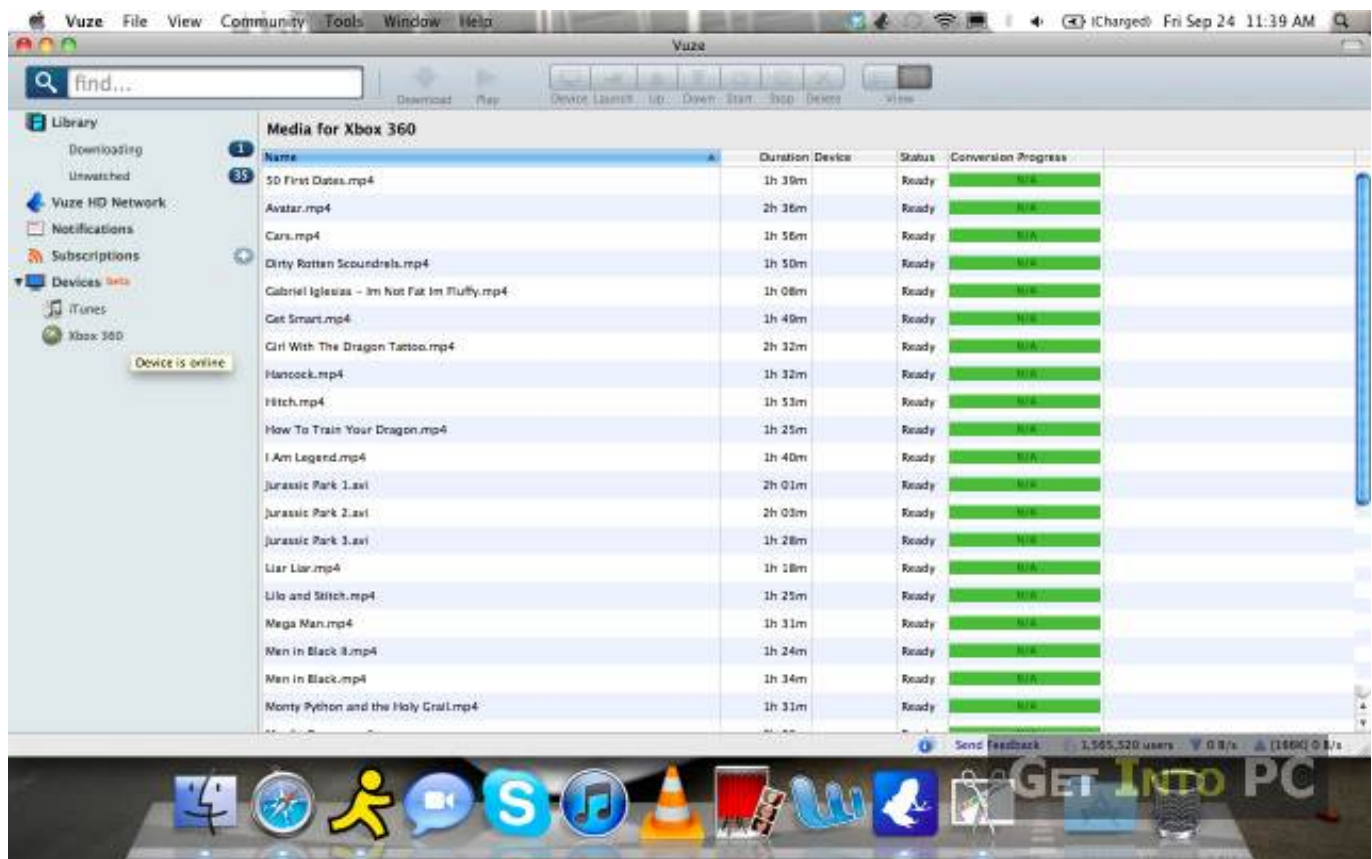 Vuze File View Community Tools Window Help (Charged) Fri Sep 24 11:39 AM
Vuze
find...
Download Play Device Launch Up Down Start Stop Delete View
Library
Downloading 1
Unwatched 35
Vuze HD Network
Notifications
Subscriptions
Devices beta
iTunes
Xbox 360
Device is online
Media for Xbox 360
Name Duration Device Status Conversion Progress
50 First Dates.mp4 1h 39m Ready N/A
Avatar.mp4 2h 36m Ready N/A
Cars.mp4 1h 56m Ready N/A
Dirty Rotten Scoundrels.mp4 1h 50m Ready N/A
Gabriel Iglesias - Im Not Fat Im Fluffy.mp4 1h 08m Ready N/A
Get Smart.mp4 1h 49m Ready N/A
Girl With The Dragon Tattoo.mp4 2h 32m Ready N/A
Hancock.mp4 1h 32m Ready N/A
Hitch.mp4 1h 53m Ready N/A
How To Train Your Dragon.mp4 1h 25m Ready N/A
I Am Legend.mp4 1h 40m Ready N/A
Jurassic Park 1.avi 2h 01m Ready N/A
Jurassic Park 2.avi 2h 03m Ready N/A
Jurassic Park 3.avi 1h 28m Ready N/A
Liar Liar.mp4 1h 18m Ready N/A
Lilo and Stitch.mp4 1h 25m Ready N/A
Mega Man.mp4 1h 31m Ready N/A
Men in Black II.mp4 1h 24m Ready N/A
Men in Black.mp4 1h 34m Ready N/A
Monty Python and the Holy Grail.mp4 1h 31m Ready N/A
Send Feedback 1,565,520 users 0 B/s (166K) 0 B/s
GET INTO PC